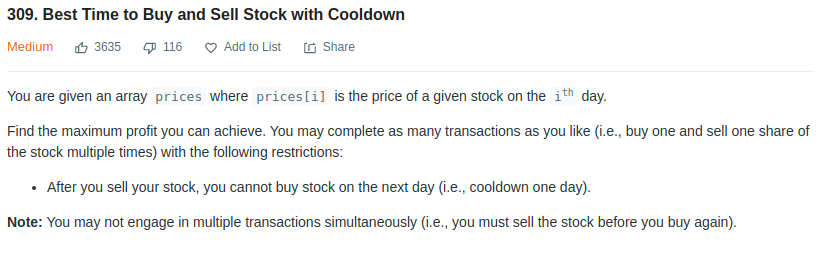 309. Best Time to Buy and Sell Stock with Cooldown
Medium 3635 116 Add to List Share
You are given an array prices where prices[i] is the price of a given stock on the ith day.
Find the maximum profit you can achieve. You may complete as many transactions as you like (i.e., buy one and sell one share of
the stock multiple times) with the following restrictions:
• After you sell your stock, you cannot buy stock on the next day (i.e., cooldown one day).
Note: You may not engage in multiple transactions simultaneously (i.e., you must sell the stock before you buy again).